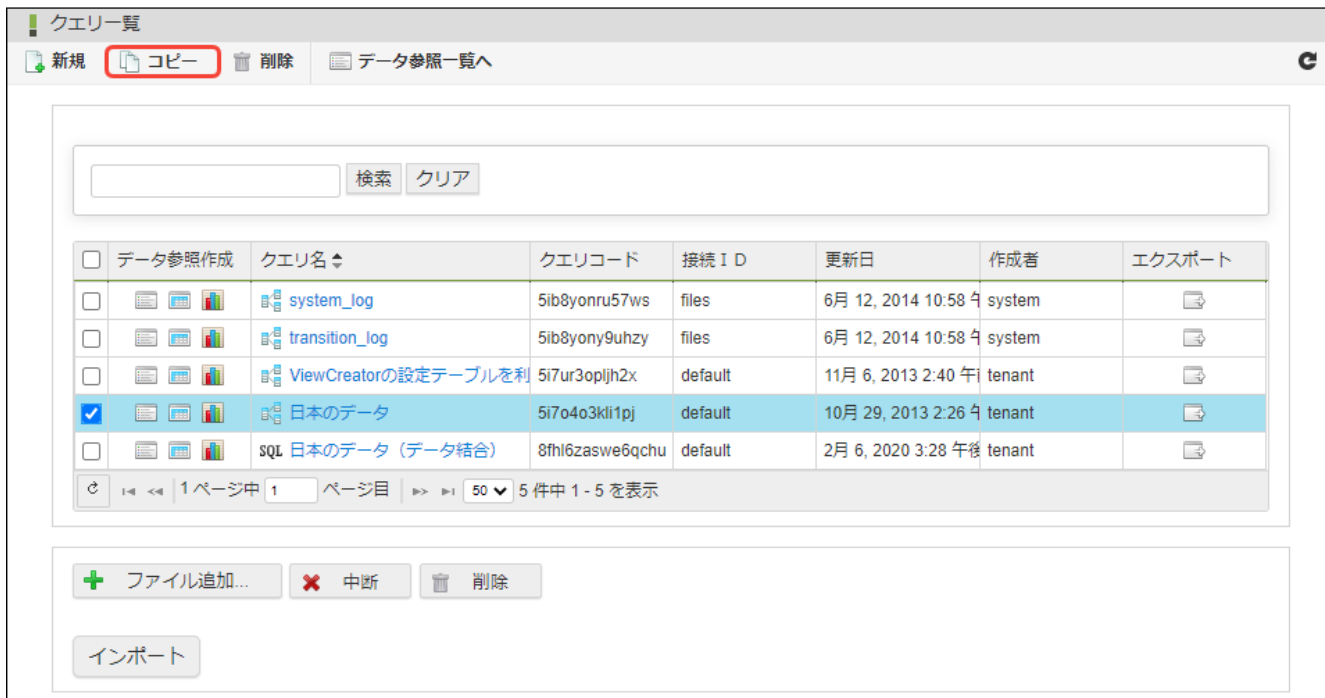 クエリ一覧
新規 コピー 削除 データ参照一覧へ
検索 クリア
データ参照作成 クエリ名 クエリコード 接続ＩＤ 更新日 作成者 エクスポート
system_log 5ib8yonru57ws files 6月 12, 2014 10:58 system
transition_log 5ib8yony9uhzy files 6月 12, 2014 10:58 system
ViewCreatorの設定テーブルを利 5i7ur3opljh2x default 11月 6, 2013 2:40 午 tenant
日本のデータ 5i7o4o3kli1pj default 10月 29, 2013 2:26 tenant
SQL 日本のデータ（データ結合） 8fhl6zaswe6qchu default 2月 6, 2020 3:28 午後 tenant
1 ページ中 1 ページ目 50 5 件中 1 - 5 を表示
ファイル追加... 中断 削除
インポート